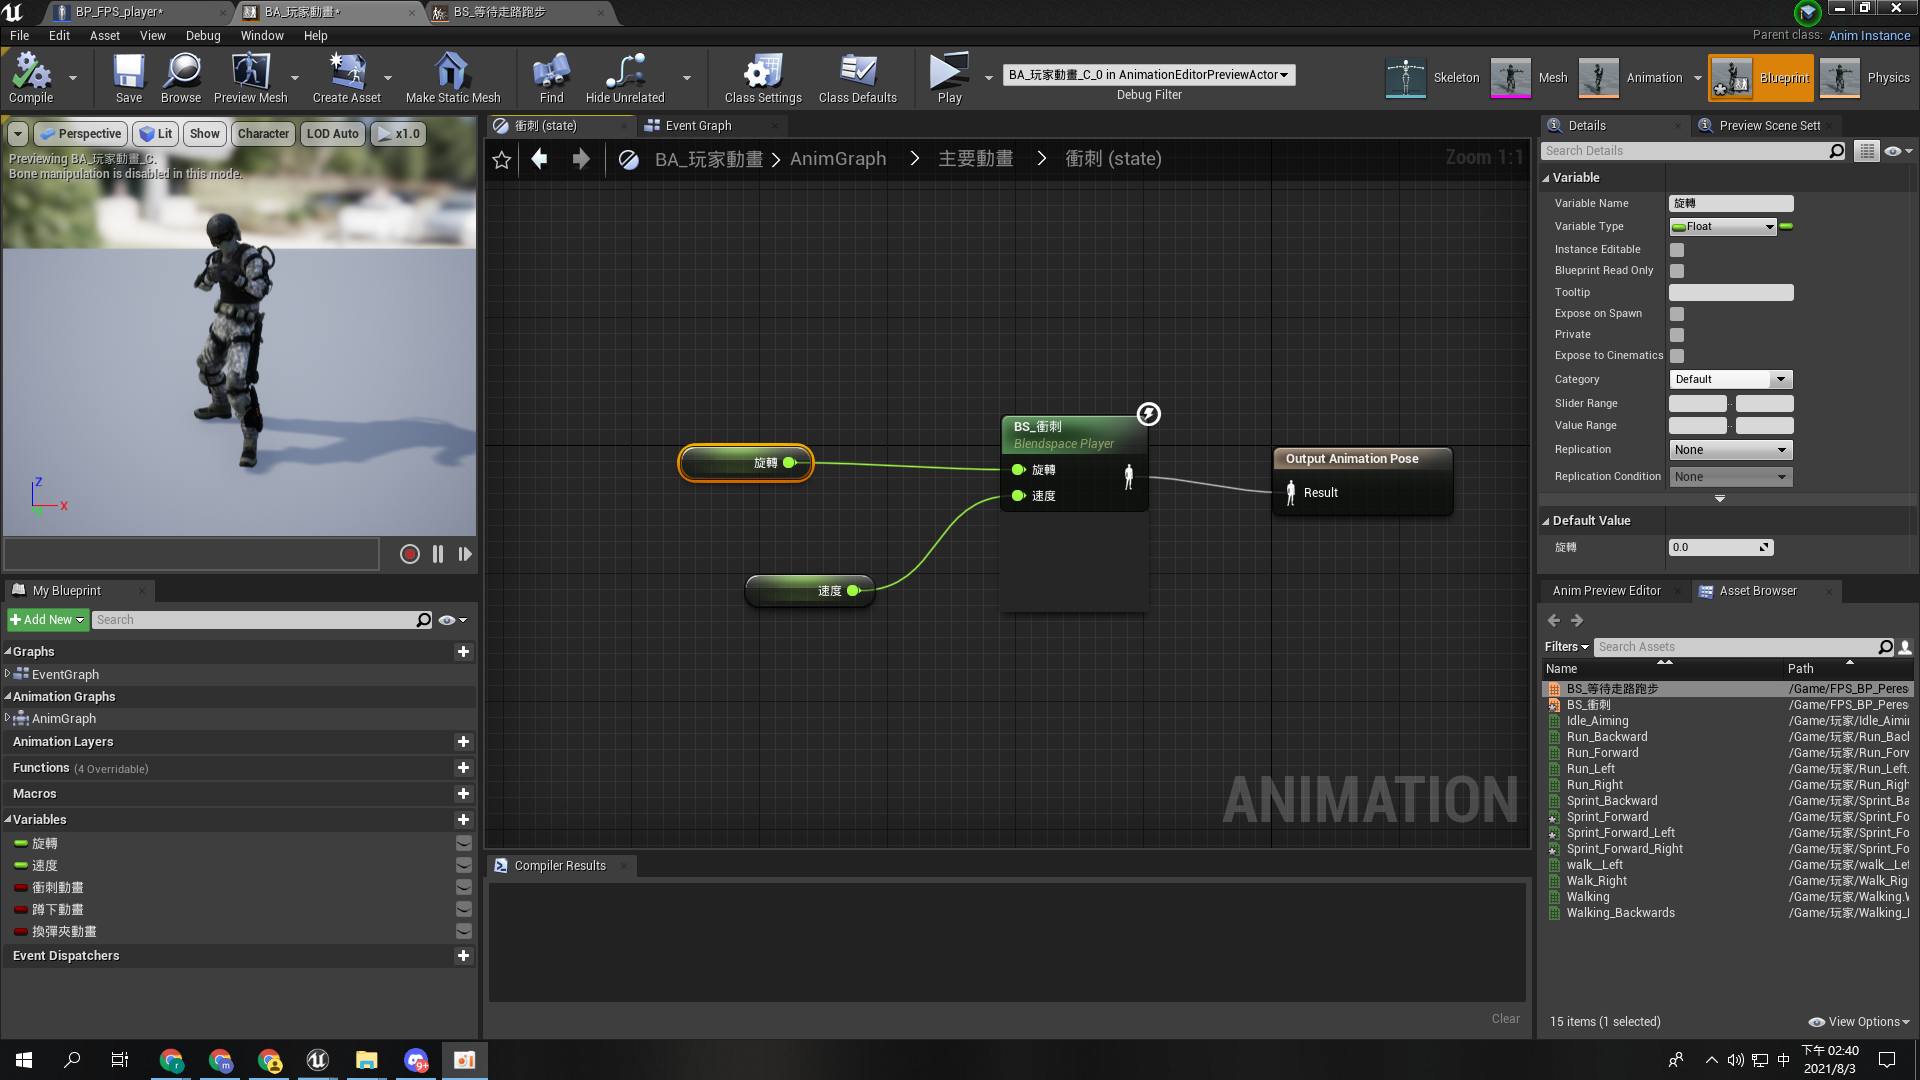 BP_FPS_player*
BA_玩家動畫*
BS_等待走路跑步
File Edit Asset View Debug Window Help
Parent class: Anim Instance
Compile
Save
Browse
Preview Mesh
Create Asset
Make Static Mesh
Find
Hide Unrelated
Class Settings
Class Defaults
Play
BA_玩家動畫_C_0 in AnimationEditorPreviewActor
Debug Filter
Skeleton
Mesh
Animation
Blueprint
Physics
Perspective
Lit
Show
Character
LOD Auto
x1.0
Previewing BA_玩家動畫_C.
Bone manipulation is disabled in this mode.
Z
X
衝刺 (state)
Event Graph
BA_玩家動畫 > AnimGraph > 主要動畫 > 衝刺 (state)
Zoom 1:1
旋轉
速度
BS_衝刺
Blendspace Player
旋轉
速度
Output Animation Pose
Result
ANIMATION
My Blueprint
Add New
Search
Graphs
EventGraph
Animation Graphs
AnimGraph
Animation Layers
Functions (4 Overridable)
Macros
Variables
旋轉
速度
衝刺動畫
蹲下動畫
換彈夾動畫
Event Dispatchers
Compiler Results
Clear
Details
Preview Scene Sett
Search Details
Variable
Variable Name 旋轉
Variable Type Float
Instance Editable
Blueprint Read Only
Tooltip
Expose on Spawn
Private
Expose to Cinematics
Category Default
Slider Range
Value Range
Replication None
Replication Condition None
Default Value
旋轉 0.0
Anim Preview Editor
Asset Browser
Filters
Search Assets
Name Path
BS_等待走路跑步 /Game/FPS_BP_Peres
BS_衝刺 /Game/FPS_BP_Peres
Idle_Aiming /Game/玩家/Idle_Aimi
Run_Backward /Game/玩家/Run_Bacl
Run_Forward /Game/玩家/Run_Forv
Run_Left /Game/玩家/Run_Left.
Run_Right /Game/玩家/Run_Righ
Sprint_Backward /Game/玩家/Sprint_Ba
Sprint_Forward /Game/玩家/Sprint_Fo
Sprint_Forward_Left /Game/玩家/Sprint_Fo
Sprint_Forward_Right /Game/玩家/Sprint_Fo
walk__Left /Game/玩家/walk__Lef
Walk_Right /Game/玩家/Walk_Rig
Walking /Game/玩家/Walking.W
Walking_Backwards /Game/玩家/Walking_
15 items (1 selected)
View Options
中
下午 02:40
2021/8/3